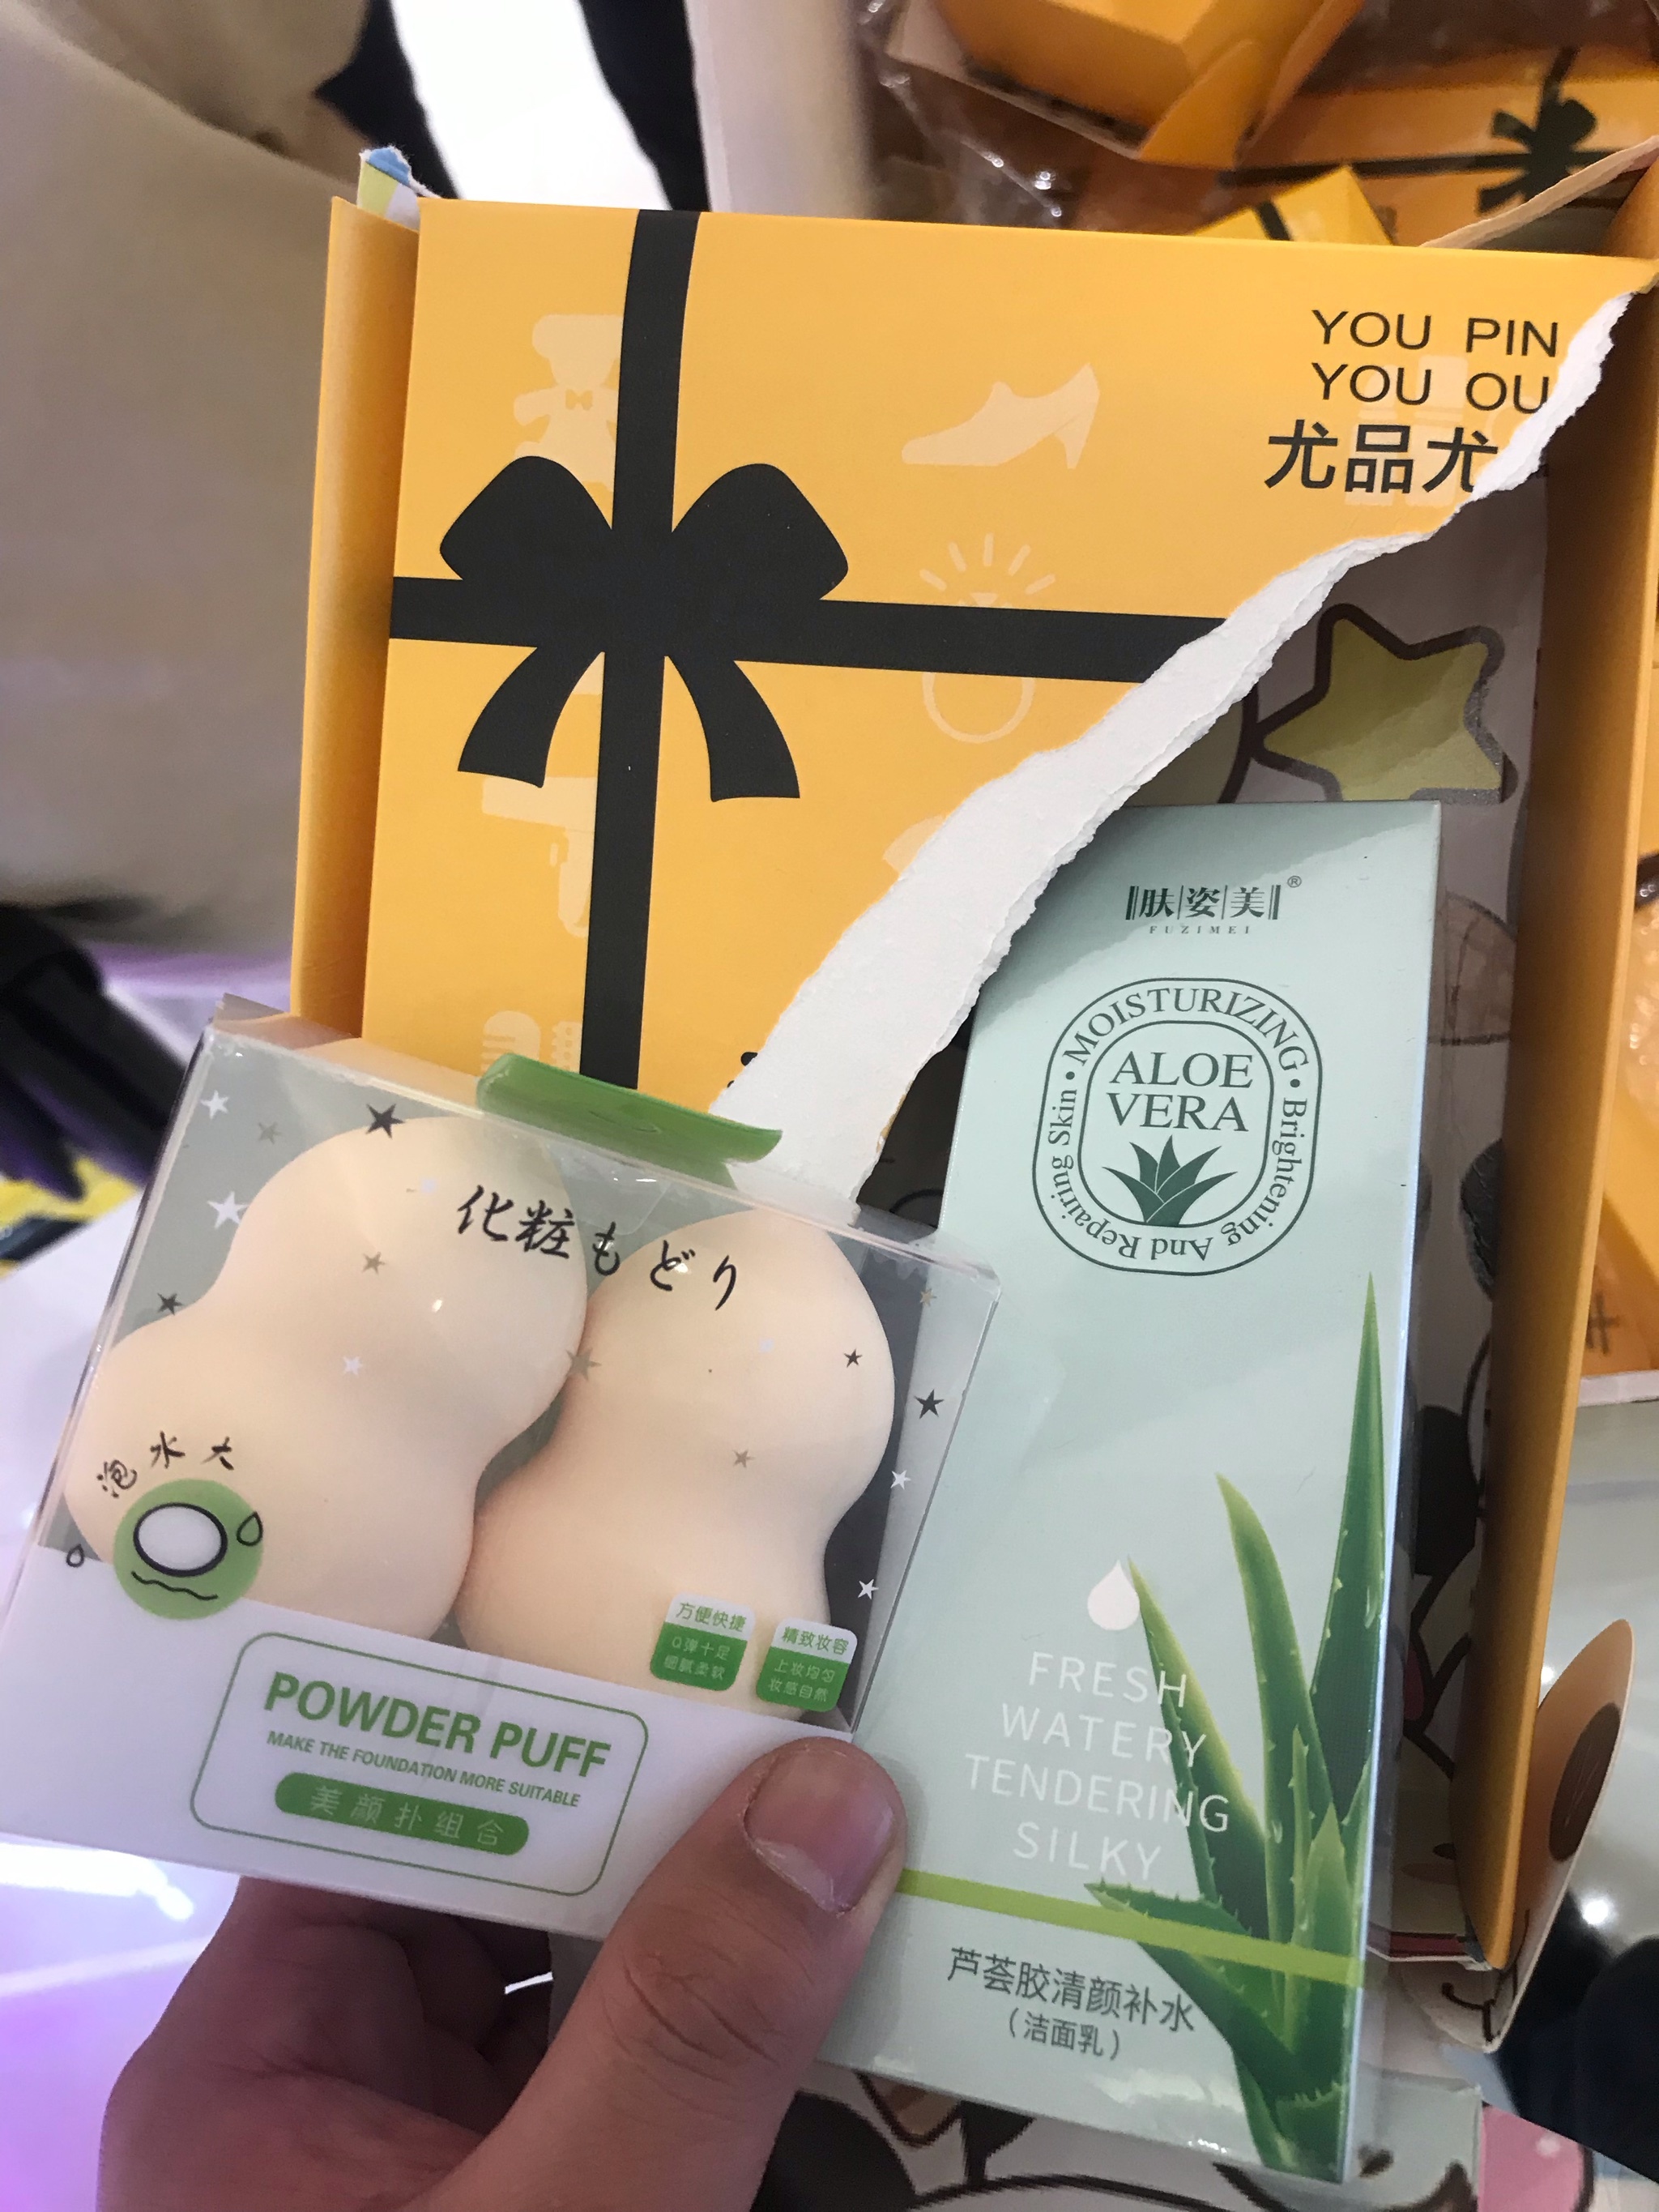 YOU PIN
YOU OU
尤品尤
肤姿美®
FUZIMEI
MOISTURIZING · Brightening And Repairing Skin ·
ALOE
VERA
FRESH
WATERY
TENDERING
SILKY
芦荟胶清颜补水
(洁面乳)
化粧もどり
泡水大
方便快捷
Q弹十足
细腻柔软
精致妆容
上妆均匀
妆感自然
POWDER PUFF
MAKE THE FOUNDATION MORE SUITABLE
美颜扑组合